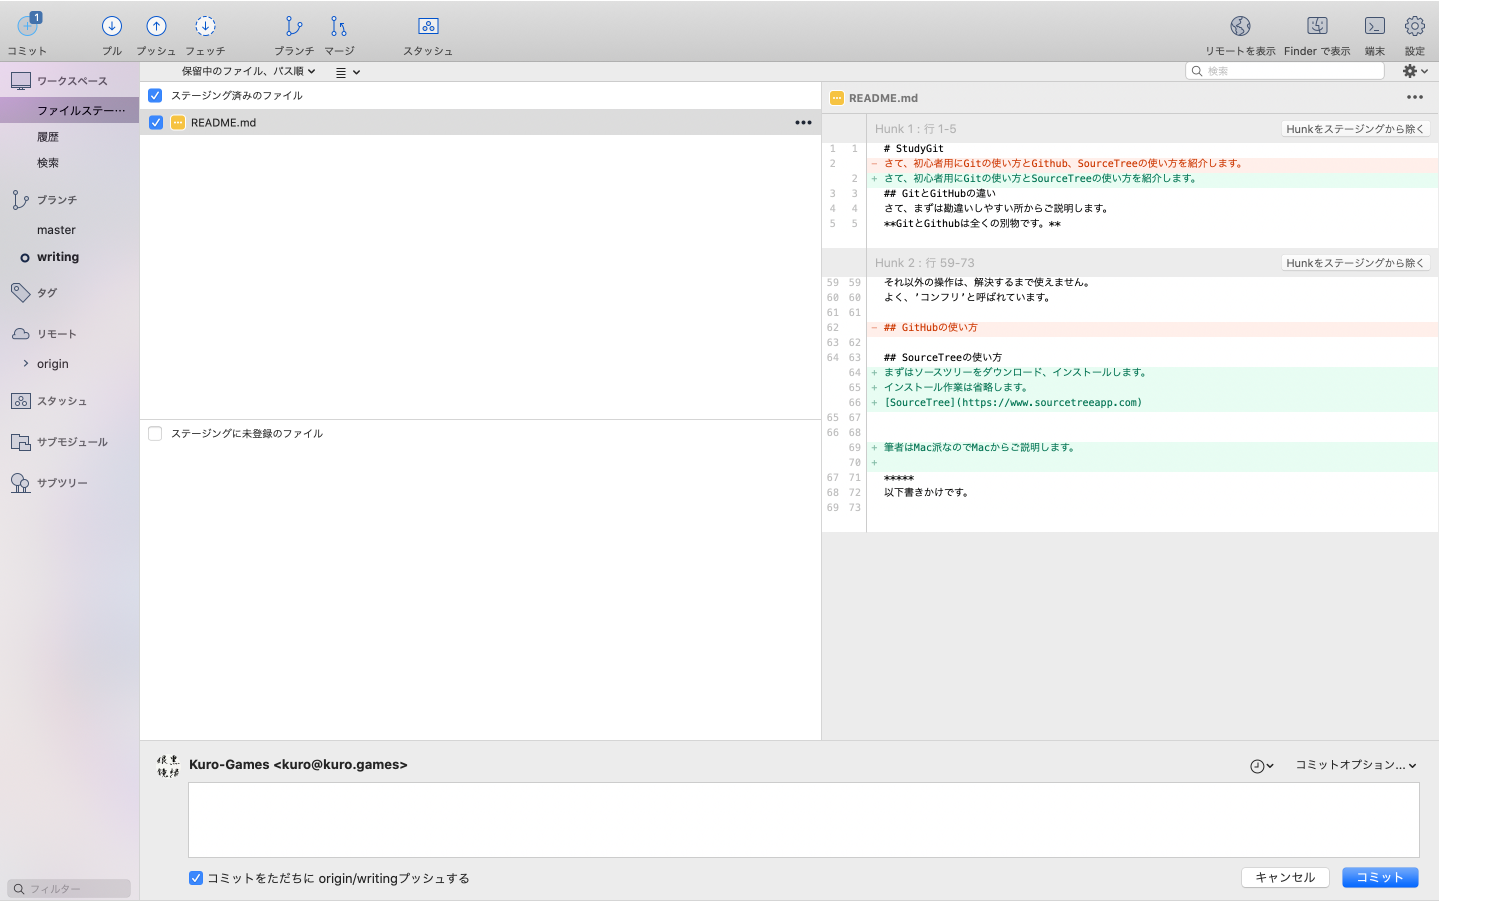 1
コミット
プル
プッシュ
フェッチ
ブランチ
マージ
スタッシュ
リモートを表示
Finder で表示
端末
設定
ワークスペース
ファイルステー…
履歴
検索
ブランチ
master
writing
タグ
リモート
origin
スタッシュ
サブモジュール
サブツリー
フィルター
保留中のファイル、パス順
検索
ステージング済みのファイル
README.md
ステージングに未登録のファイル
README.md
Hunk 1 : 行 1-5
Hunkをステージングから除く
1 1 # StudyGit
2 - さて、初心者用にGitの使い方とGithub、SourceTreeの使い方を紹介します。
2 + さて、初心者用にGitの使い方とSourceTreeの使い方を紹介します。
3 3 ## GitとGitHubの違い
4 4 さて、まずは勘違いしやすい所からご説明します。
5 5 **GitとGithubは全くの別物です。**
Hunk 2 : 行 59-73
Hunkをステージングから除く
59 59 それ以外の操作は、解決するまで使えません。
60 60 よく、’コンフリ’と呼ばれています。
61 61
62 - ## GitHubの使い方
63 62
64 63 ## SourceTreeの使い方
64 + まずはソースツリーをダウンロード、インストールします。
65 + インストール作業は省略します。
66 + [SourceTree](https://www.sourcetreeapp.com)
65 67
66 68
69 + 筆者はMac派なのでMacからご説明します。
70 +
67 71 *****
68 72 以下書きかけです。
69 73
Kuro-Games <kuro@kuro.games>
コミットオプション...
コミットをただちに origin/writingプッシュする
キャンセル
コミット